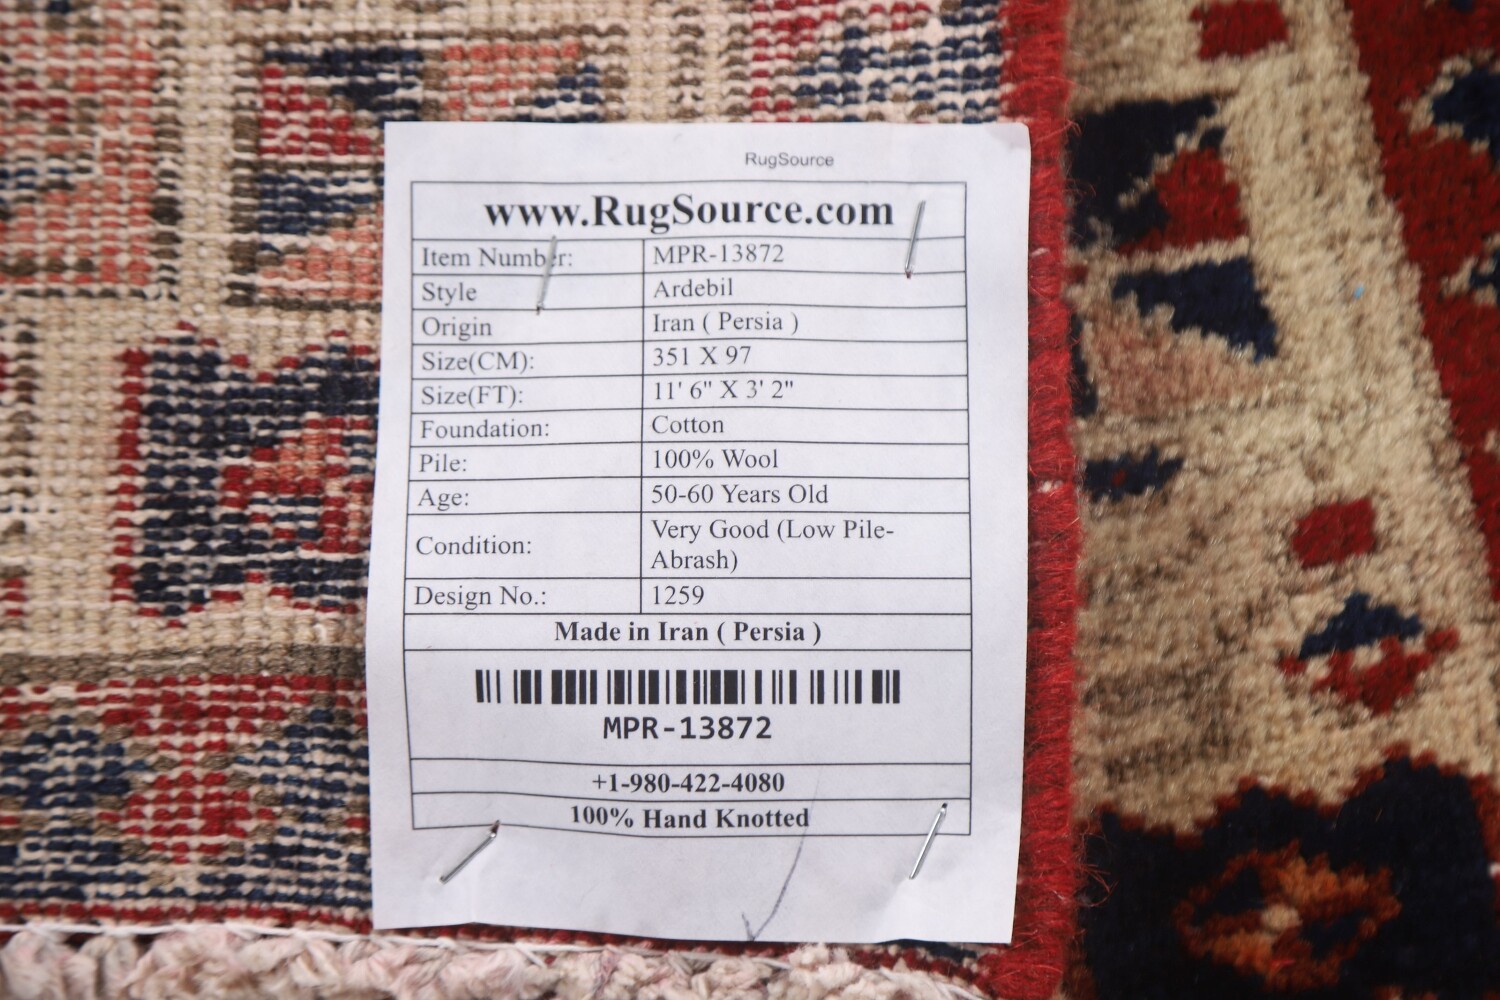 RugSource
www.RugSource.com
Item Number: MPR-13872
Style Ardebil
Origin Iran ( Persia )
Size(CM): 351 X 97
Size(FT): 11' 6" X 3' 2"
Foundation: Cotton
Pile: 100% Wool
Age: 50-60 Years Old
Condition: Very Good (Low Pile-
Abrash)
Design No.: 1259
Made in Iran ( Persia )
MPR-13872
+1-980-422-4080
100% Hand Knotted